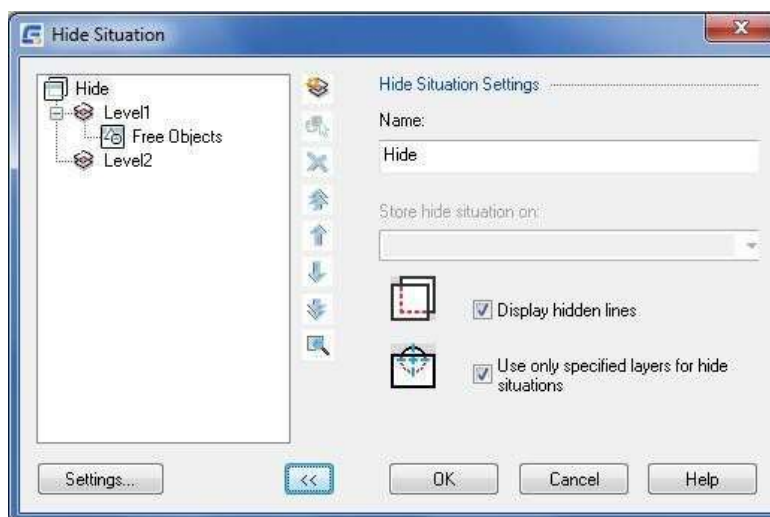 Hide Situation
Hide
Level1
Free Objects
Level2
Hide Situation Settings
Name:
Hide
Store hide situation on:
Display hidden lines
Use only specified layers for hide
situations
Settings...
<<
OK
Cancel
Help